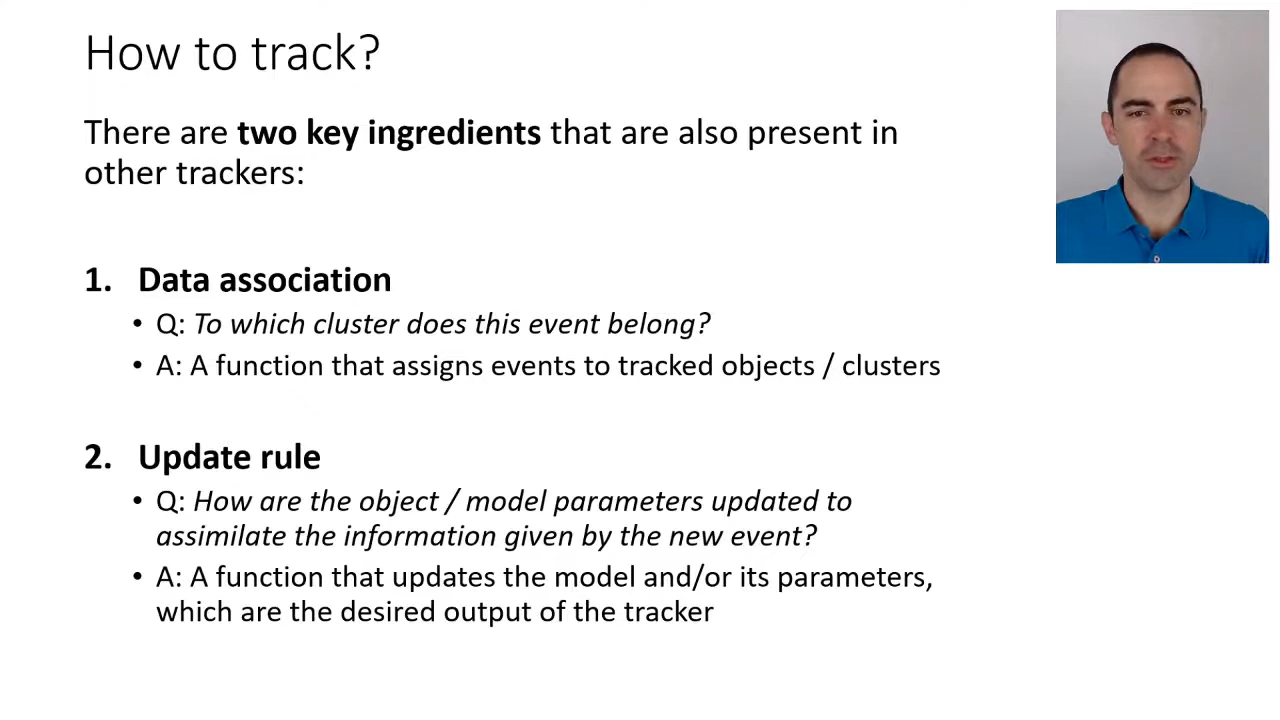 How to track?
There are two key ingredients that are also present in
other trackers:
1. Data association
• Q: To which cluster does this event belong?
• A: A function that assigns events to tracked objects / clusters
2. Update rule
• Q: How are the object / model parameters updated to
assimilate the information given by the new event?
• A: A function that updates the model and/or its parameters,
which are the desired output of the tracker